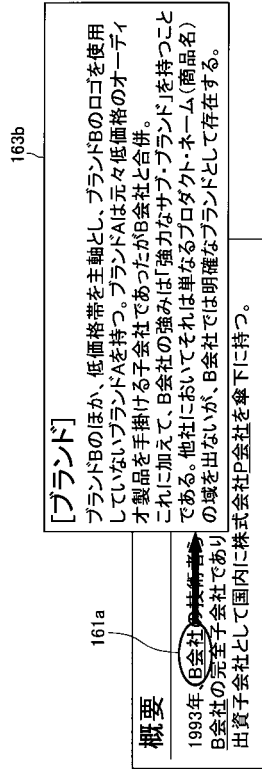 163b
[ブランド]
ブランドBのほか、低価格帯を主軸とし、ブランドBのロゴを使用
していないブランドAを持つ。ブランドAは元々低価格のオーディ
オ製品を手掛ける子会社であったがB会社と合併。
これに加えて、B会社の強みは「強力なサブ・ブランド」を持つこと
である。他社においてそれは単なるプロダクト・ネーム(商品名)
の域を出ないが、B会社では明確なブランドとして存在する。
161a
概要
1993年、B会社の技術者
B会社の完全子会社であり
出資子会社として国内に株式会社P会社を傘下に持つ。